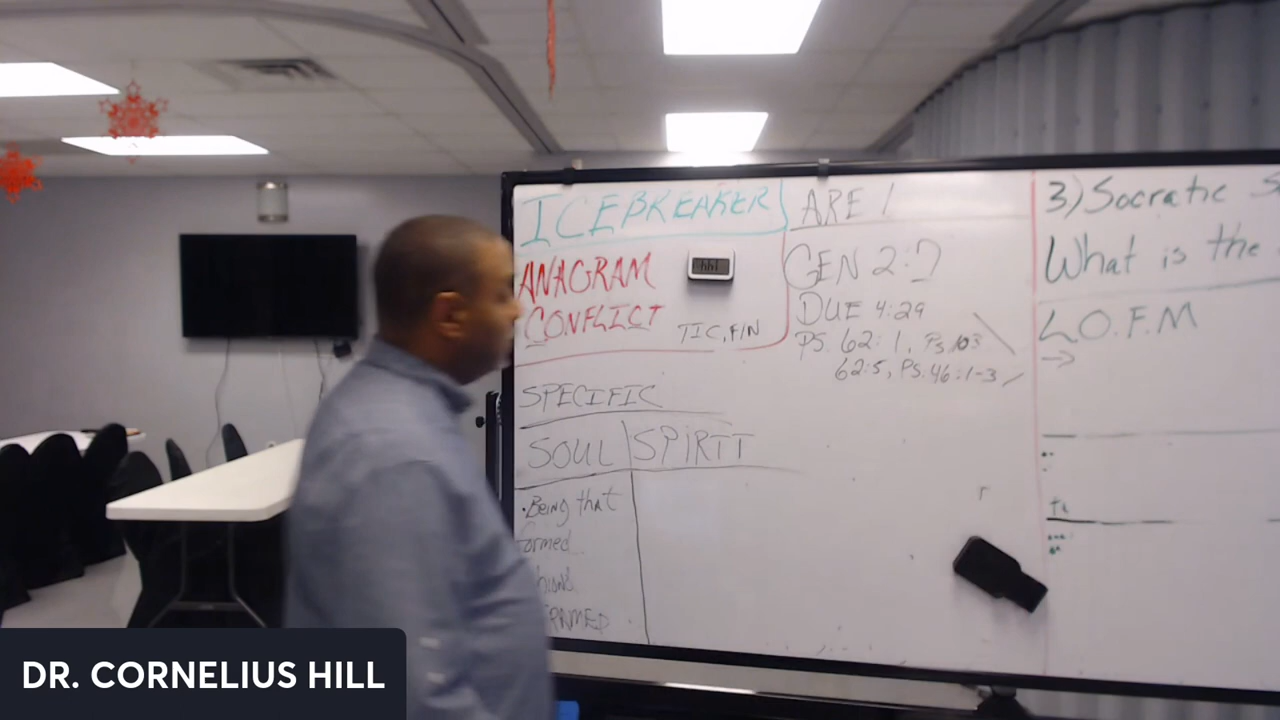 ICEBREAKER
ANAGRAM
CONFLICT
TIC, FIN
SPECIFIC
SOUL SPIRIT
·Being that
formed
ARE
GEN 2:?
DUE 4:29
PS. 62:1, Ps 103
62:5, PS. 46:1-3
3) Socratic S
What is the
L.O.F.M
→
DR. CORNELIUS HILL